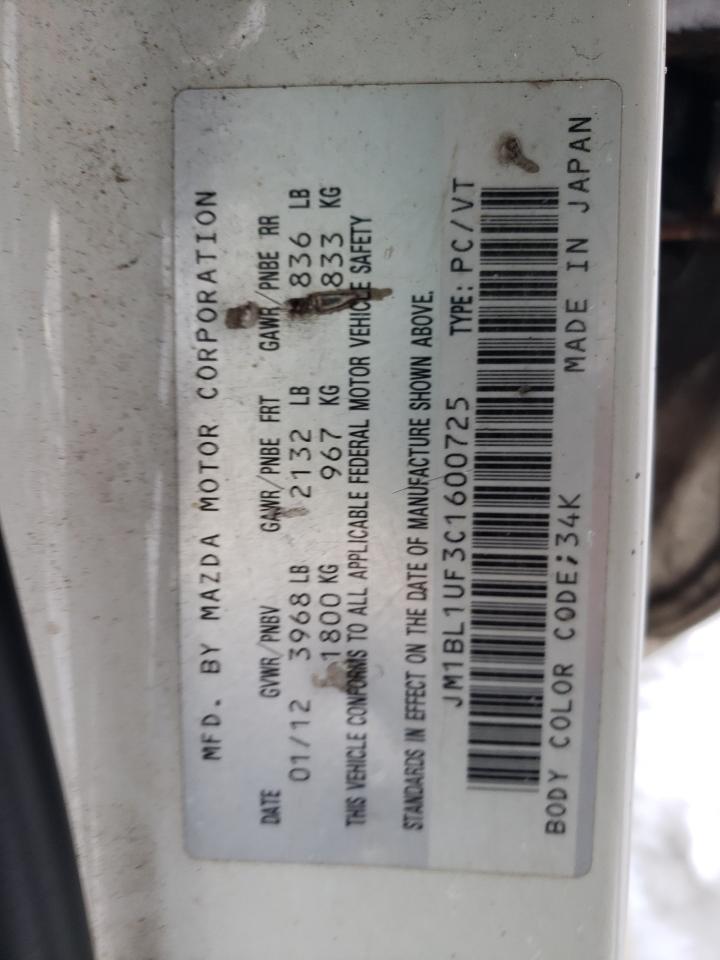 MFD. BY MAZDA MOTOR CORPORATION
DATE GVWR/PNBV GAWR/PNBE FRT GAWR/PNBE RR
01/12 3968 LB 2132 LB 836 LB
1800 KG 967 KG 833 KG
THIS VEHICLE CONFORMS TO ALL APPLICABLE FEDERAL MOTOR VEHICLE SAFETY
STANDARDS IN EFFECT ON THE DATE OF MANUFACTURE SHOWN ABOVE.
JM1BL1UF3C1600725 TYPE: PC/VT
BODY COLOR CODE;34K MADE IN JAPAN